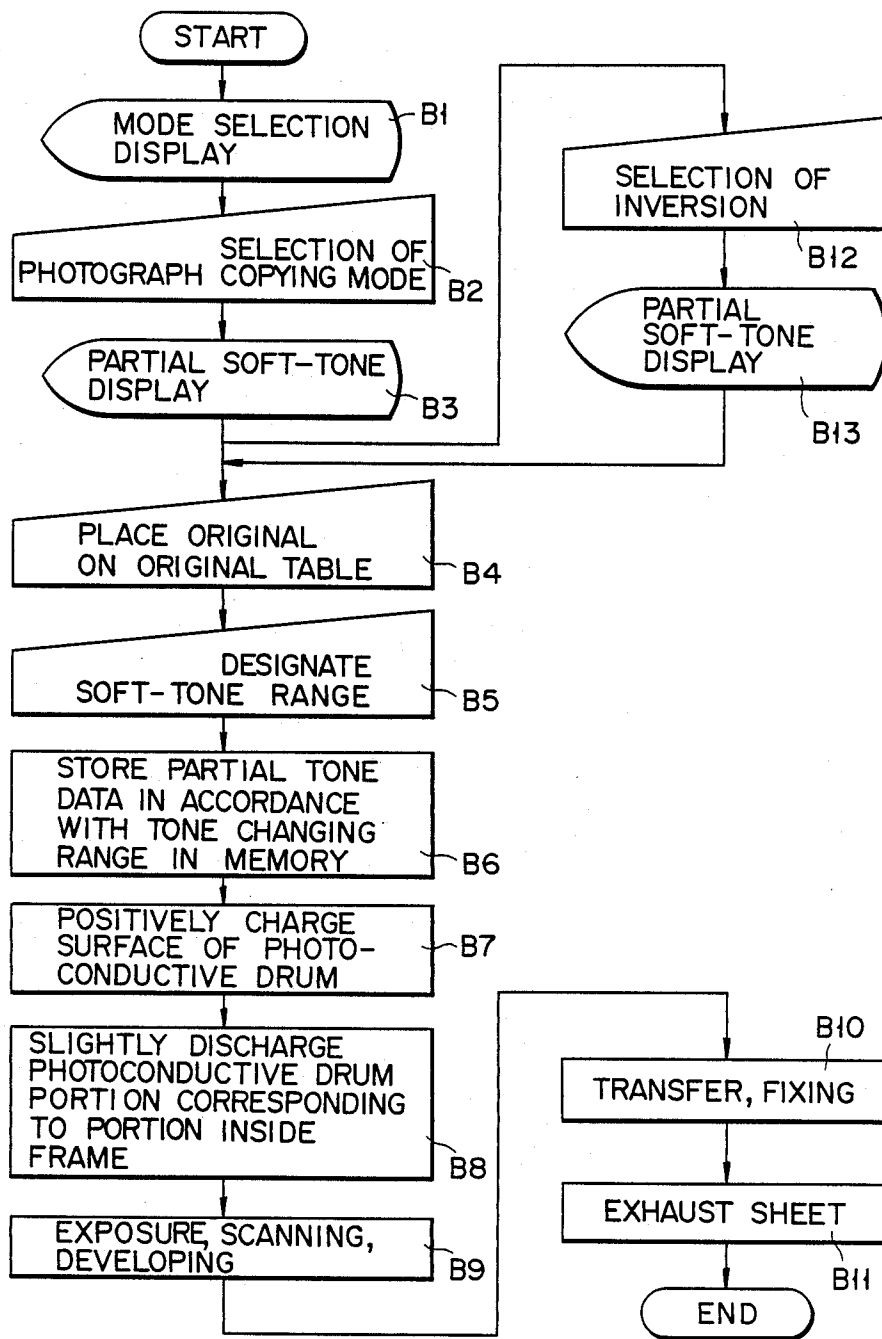 START
MODE SELECTION
DISPLAY
B1
SELECTION OF
PHOTOGRAPH COPYING MODE
B2
PARTIAL SOFT-TONE
DISPLAY
B3
SELECTION OF
INVERSION
B12
PARTIAL
SOFT-TONE
DISPLAY
B13
PLACE ORIGINAL
ON ORIGINAL TABLE
B4
DESIGNATE
SOFT-TONE RANGE
B5
STORE PARTIAL TONE
DATA IN ACCORDANCE
WITH TONE CHANGING
RANGE IN MEMORY
B6
POSITIVELY CHARGE
SURFACE OF PHOTO-
CONDUCTIVE DRUM
B7
SLIGHTLY DISCHARGE
PHOTOCONDUCTIVE DRUM
PORTION CORRESPONDING
TO PORTION INSIDE
FRAME
B8
EXPOSURE, SCANNING,
DEVELOPING
B9
B10
TRANSFER, FIXING
EXHAUST SHEET
B11
END